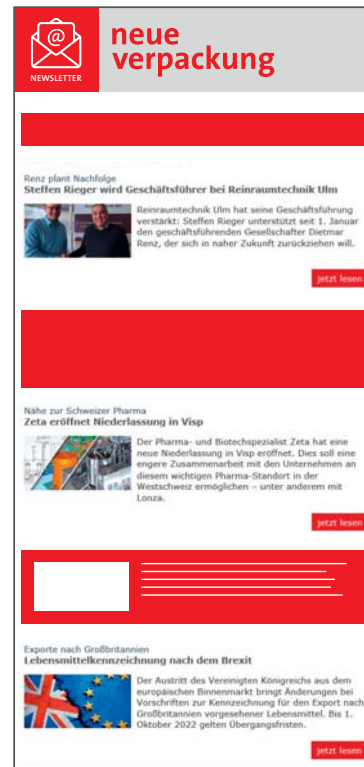 @
NEWSLETTER
neue
verpackung
Renz plant Nachfolge
Steffen Rieger wird Geschäftsführer bei Reinraumtechnik Ulm
Reinraumtechnik Ulm hat seine Geschäftsführung
verstärkt: Steffen Rieger unterstützt seit 1. Januar
den geschäftsführenden Gesellschafter Dietmar
Renz, der sich in naher Zukunft zurückziehen will.
jetzt lesen
Nähe zur Schweizer Pharma
Zeta eröffnet Niederlassung in Visp
Der Pharma- und Biotechspezialist Zeta hat eine
neue Niederlassung in Visp eröffnet. Dies soll eine
engere Zusammenarbeit mit den Unternehmen an
diesem wichtigen Pharma-Standort in der
Westschweiz ermöglichen – unter anderem mit
Lonza.
jetzt lesen
Exporte nach Großbritannien
Lebensmittelkennzeichnung nach dem Brexit
Der Austritt des Vereinigten Königreichs aus dem
europäischen Binnenmarkt bringt Änderungen bei
Vorschriften zur Kennzeichnung für den Export nach
Großbritannien vorgesehener Lebensmittel. Bis 1.
Oktober 2022 gelten Übergangsfristen.
jetzt lesen